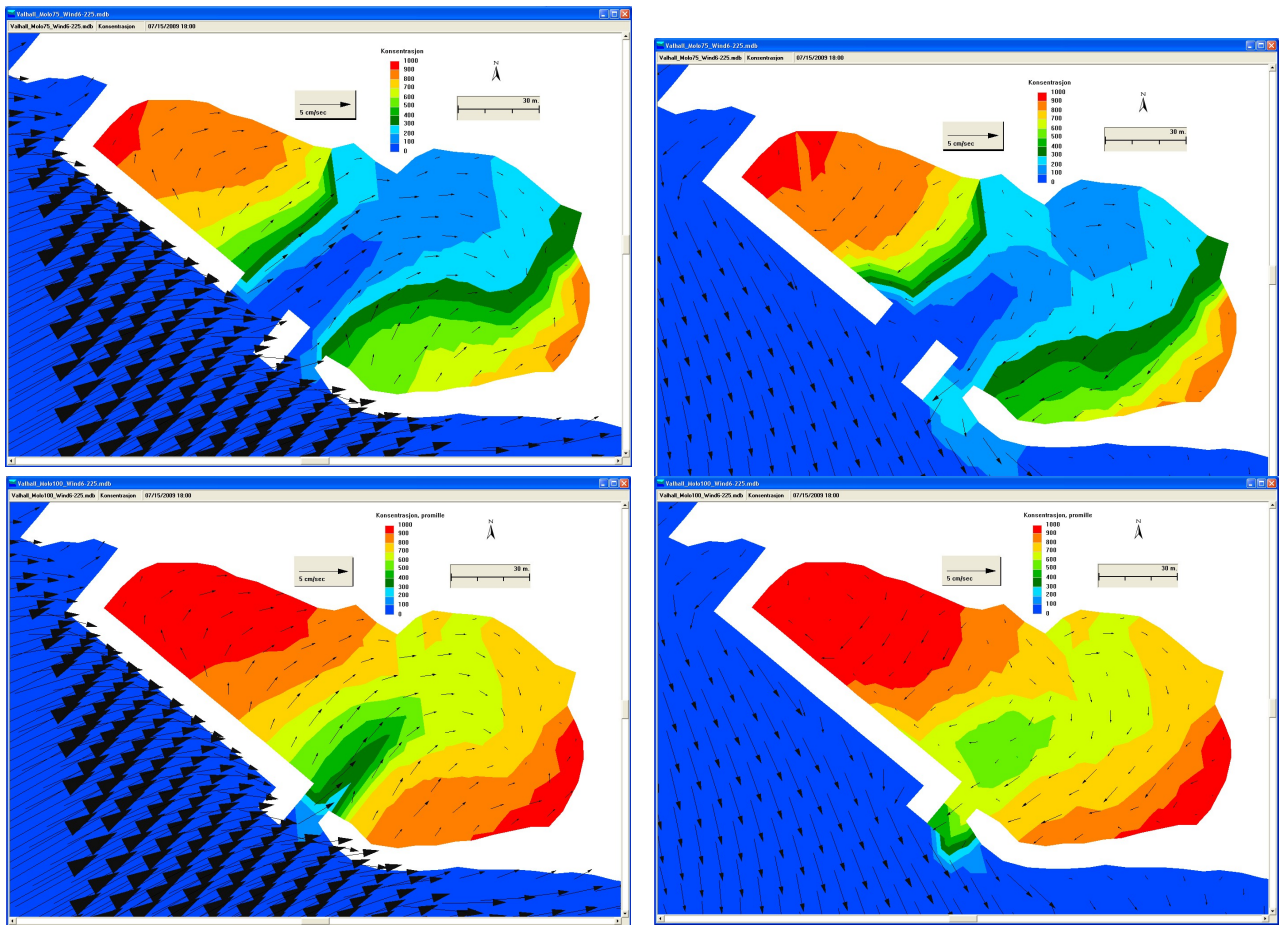 Valhall_Molo75_Wind6-225.mdb
Valhall_Molo75_Wind6-225.mdb Konsentrasjon 07/15/2009 18:00
Konsentrasjon
1000
900
800
700
600
500
400
300
200
100
0
N
30 m.
5 cm/sec
Valhall_Molo75_Wind6-225.mdb
Valhall_Molo75_Wind6-225.mdb Konsentrasjon 07/15/2009 18:00
Konsentrasjon
1000
900
800
700
600
500
400
300
200
100
0
N
30 m.
5 cm/sec
Valhall_Molo100_Wind6-225.mdb
Valhall_Molo100_Wind6-225.mdb Konsentrasjon 07/15/2009 18:00
Konsentrasjon, promille
1000
900
800
700
600
500
400
300
200
100
0
N
30 m.
5 cm/sec
Valhall_Molo100_Wind6-225.mdb
Valhall_Molo100_Wind6-225.mdb Konsentrasjon 07/15/2009 18:00
Konsentrasjon, promille
1000
900
800
700
600
500
400
300
200
100
0
N
30 m.
5 cm/sec